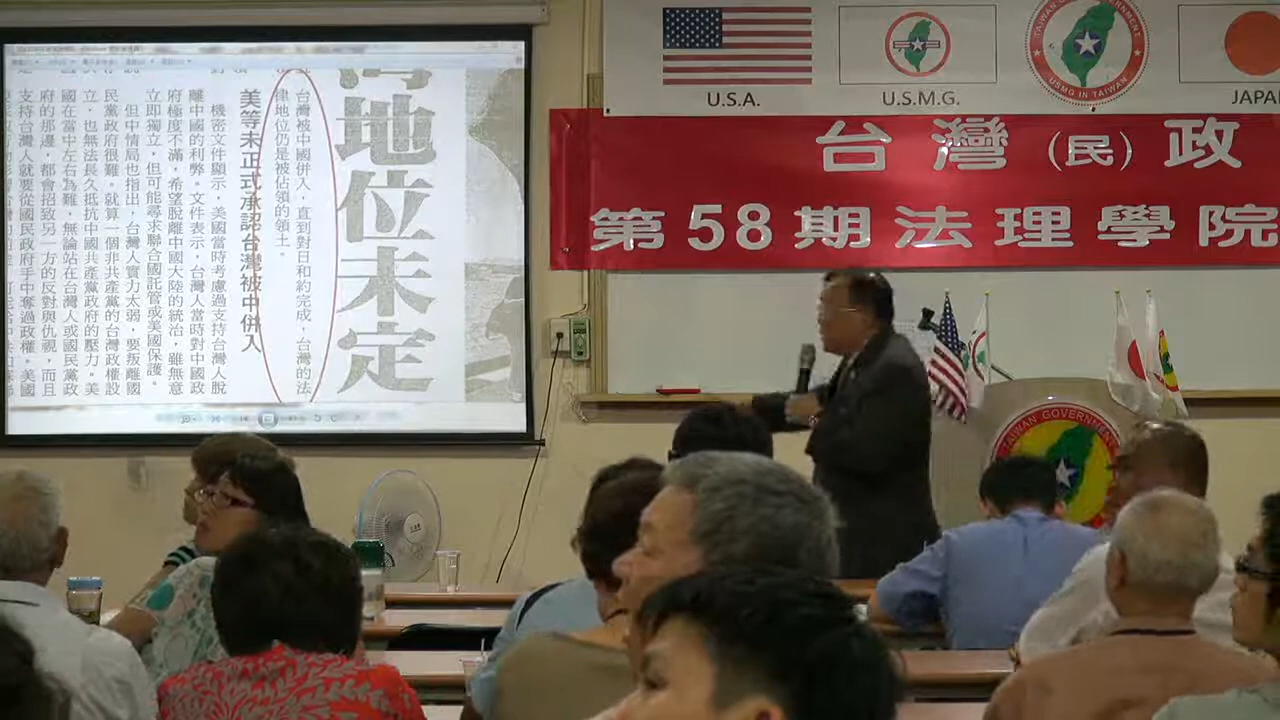 U.S.A.
U.S.M.G.
TAIWAN GOVERNMENT
USMG IN TAIWAN
JAPA
台灣(民)政
第58期法理學院
灣地位未定
台灣被中國併入，直到對日和約完成，台灣的法
律地位仍是被佔領的領土。
美等未正式承認台灣被中併入
機密文件顯示，美國當時考慮過支持台灣人脫
離中國的利弊。文件表示，台灣人當時對中國政
府極度不滿，希望脫離中國大陸的統治，雖無意
立即獨立，但可能尋求聯合國託管或美國保護。
但中情局也指出，台灣人實力太弱，要叛離國
民黨政府很難。就算一個非共產黨的台灣政權設
立，也無法長久抵抗中國共產黨政府的壓力。美
國在當中左右為難，無論站在台灣人或國民黨政
府的那邊，都會招致另一方的反對與仇視，而且
支持台灣人就要從國民政府手中奪過政權。美國
TAIWAN GOVERNMENT